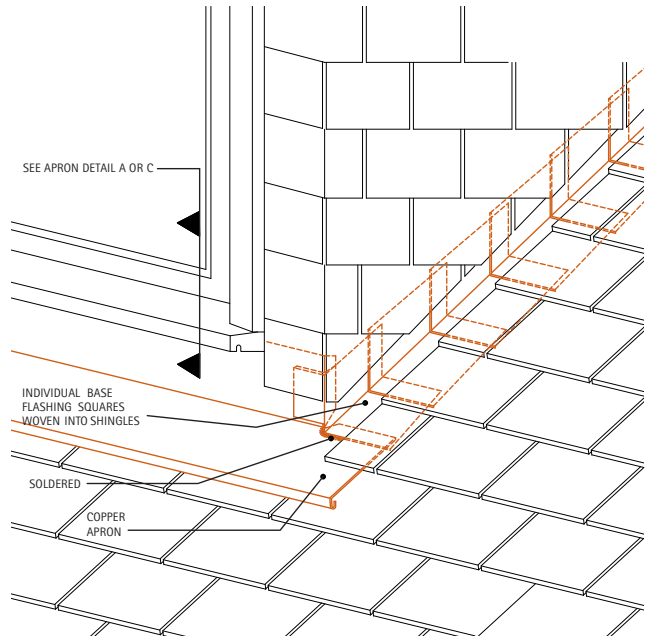 SEE APRON DETAIL A OR C
INDIVIDUAL BASE
FLASHING SQUARES
WOVEN INTO SHINGLES
SOLDERED
COPPER
APRON